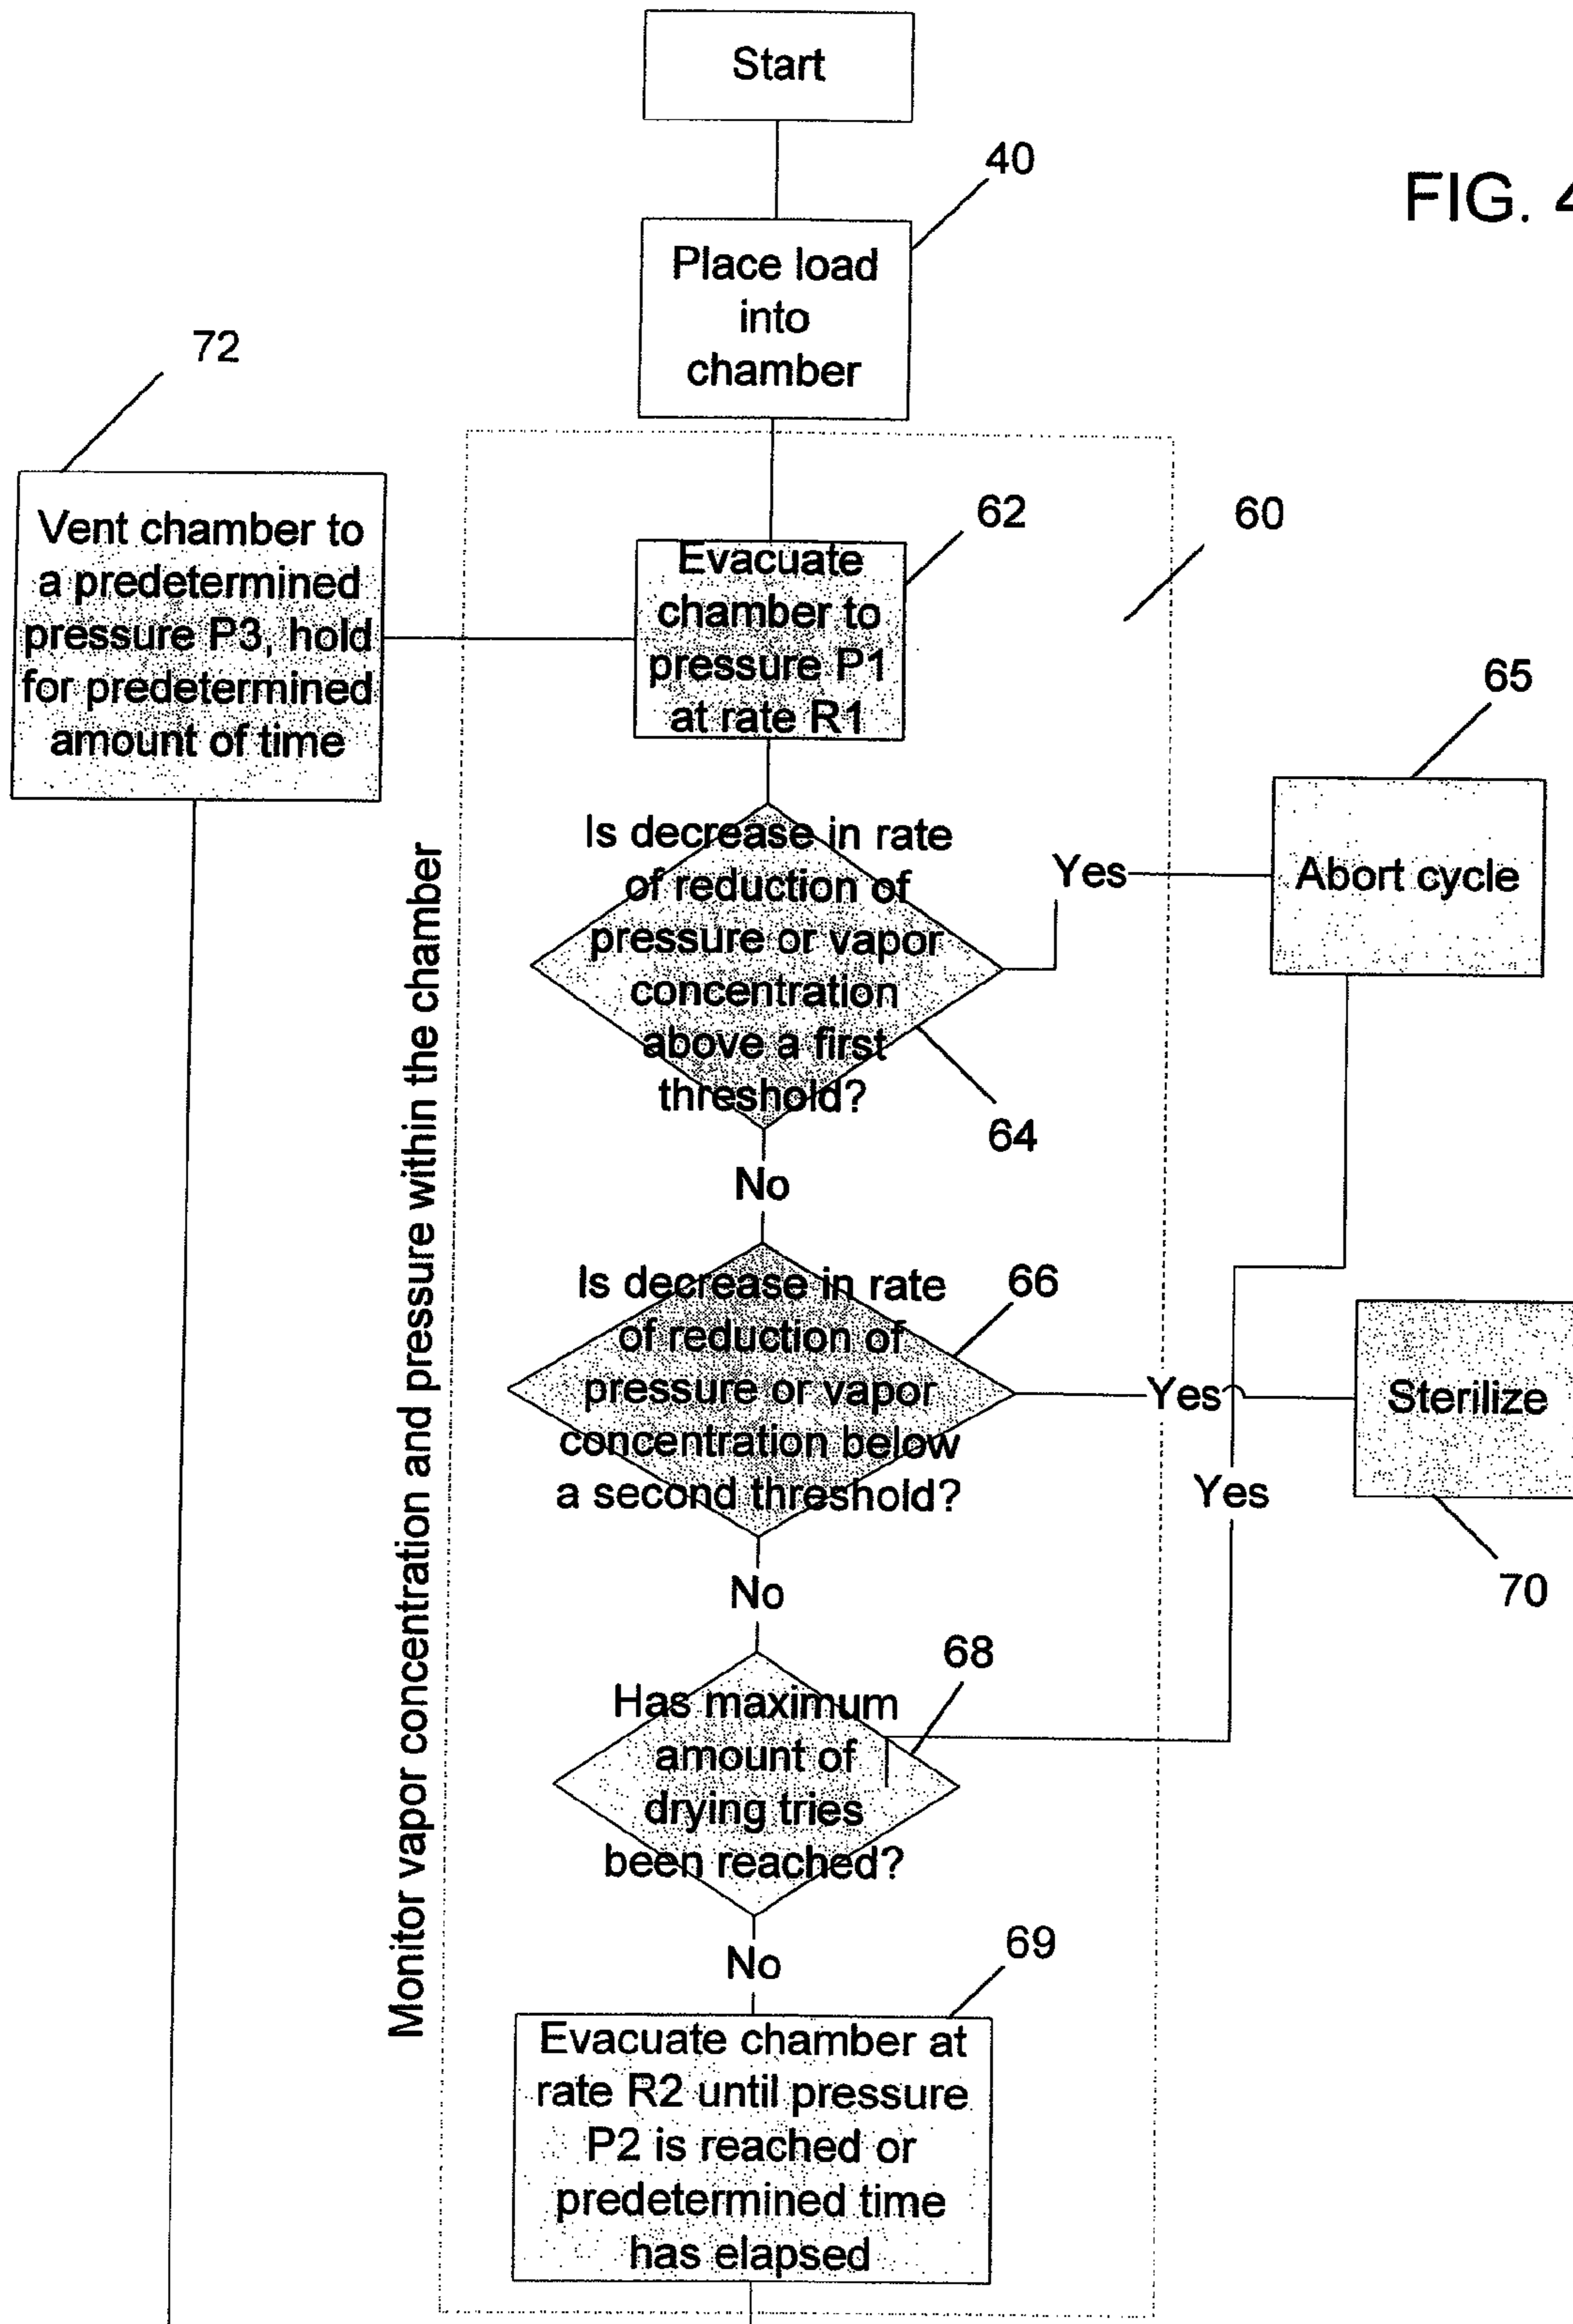 Start
40
FIG. 4
Place load
into
chamber
72
Vent chamber to
a predetermined
pressure P3, hold
for predetermined
amount of time
62
60
Evacuate
chamber to
pressure P1
at rate R1
65
Abort cycle
Is decrease in rate
of reduction of
pressure or vapor
concentration
above a first
threshold?
Yes
64
No
Monitor vapor concentration and pressure within the chamber
Is decrease in rate
of reduction of
pressure or vapor
concentration below
a second threshold?
66
Yes
Sterilize
Yes
70
No
68
Has maximum
amount of
drying tries
been reached?
No
69
Evacuate chamber at
rate R2 until pressure
P2 is reached or
predetermined time
has elapsed